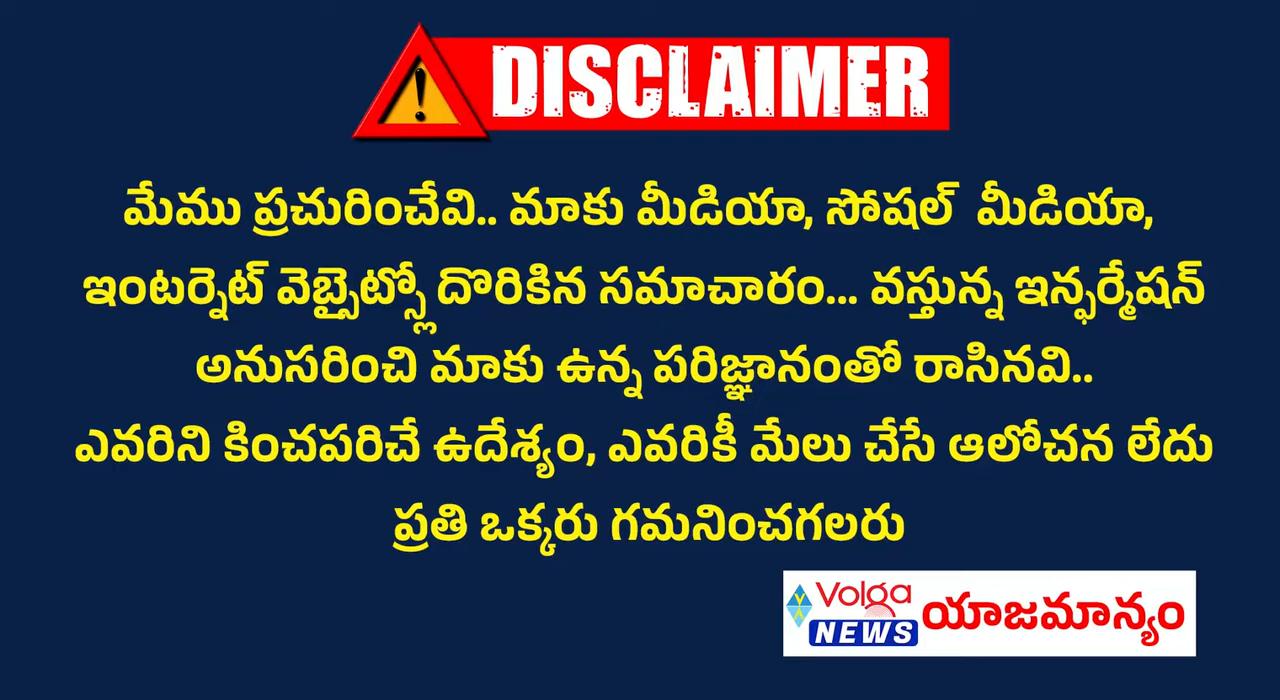 DISCLAIMER
మేము ప్రచురించేవి.. మాకు మీడియా, సోషల్ మీడియా,
ఇంటర్నెట్ వెబ్సైట్స్లో దొరికిన సమాచారం... వస్తున్న ఇన్ఫర్మేషన్
అనుసరించి మాకు ఉన్న పరిజ్ఞానంతో రాసినవి..
ఎవరిని కించపరిచే ఉదేశ్యం, ఎవరికీ మేలు చేసే ఆలోచన లేదు
ప్రతి ఒక్కరు గమనించగలరు
Volga
NEWS యాజమాన్యం